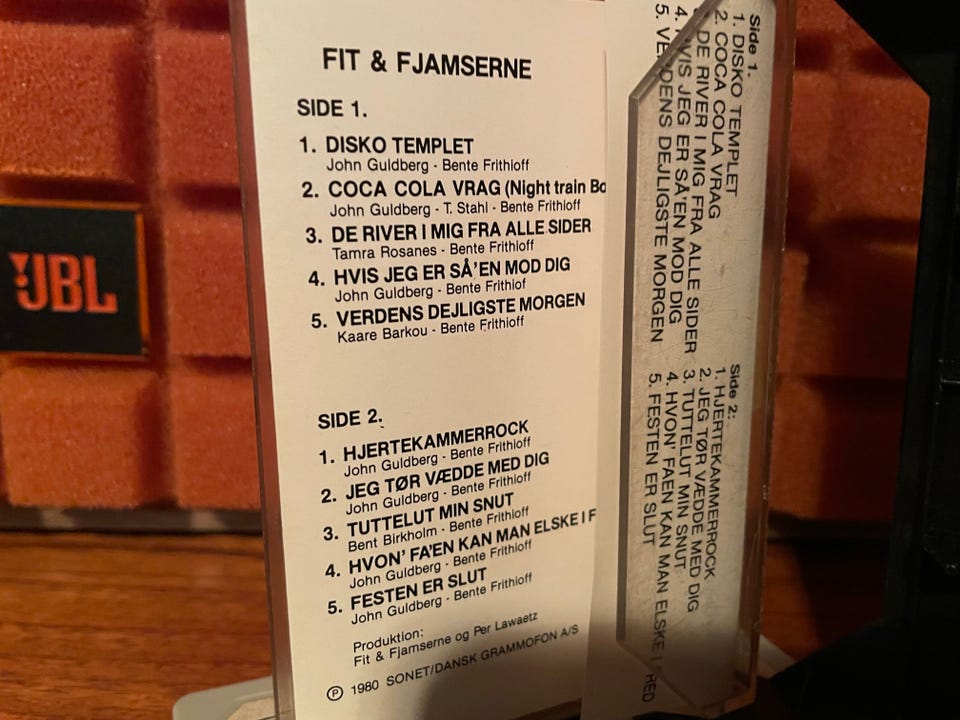 JBL
FIT & FJAMSERNE
SIDE 1.
1. DISKO TEMPLET
John Guldberg - Bente Frithioff
2. COCA COLA VRAG (Night train Bo
John Guldberg - T. Stahl - Bente Frithioff
3. DE RIVER I MIG FRA ALLE SIDER
Tamra Rosanes - Bente Frithioff
4. HVIS JEG ER SÅ'EN MOD DIG
John Guldberg - Bente Frithiof
5. VERDENS DEJLIGSTE MORGEN
Kaare Barkou - Bente Frithioff
SIDE 2.
1. HJERTEKAMMERROCK
John Guldberg - Bente Frithioff
2. JEG TØR VÆDDE MED DIG
John Guldberg - Bente Frithioff
3. TUTTELUT MIN SNUT
Bent Birkholm - Bente Frithioff
4. HVON' FA'EN KAN MAN ELSKE I F
John Guldberg - Bente Frithioff
5. FESTEN ER SLUT
John Guldberg - Bente Frithioff
Produktion:
Fit & Fjamserne og Per Lawaetz
Ⓟ 1980 SONET/DANSK GRAMMOFON A/S
Side 1.
1. DISKO TEMPLET
2. COCA COLA VRAG
DE RIVER I MIG FRA ALLE SIDER
4. HVIS JEG ER SÅ'EN MOD DIG
5. DEJLIGSTE MORGEN
Side 2:
1. HJERTEKAMMERROCK
2. JEG TØR VÆDDE MED DIG
3. TUTTELUT MIN SNUT
4. HVON' FAEN KAN MAN ELSKE I
5. FESTEN ER SLUT